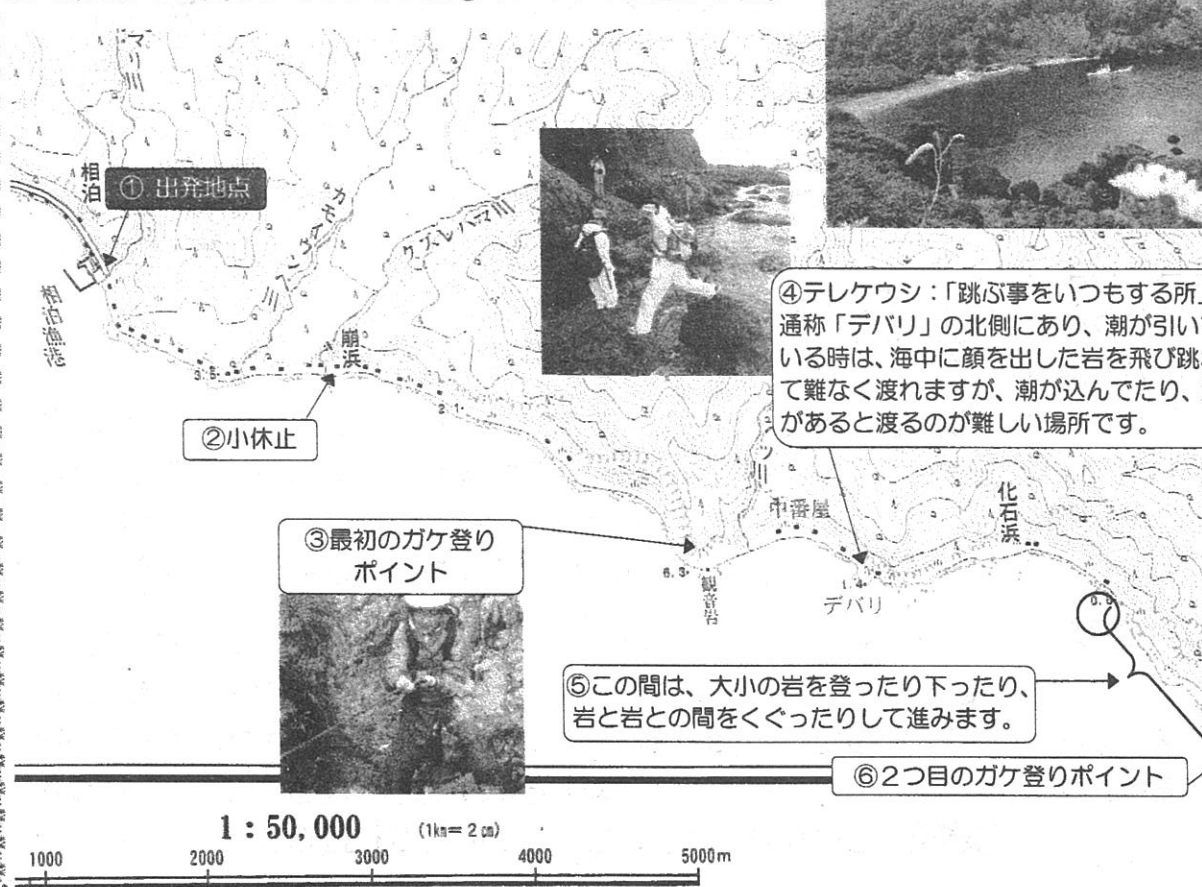 相泊
① 出発地点
相泊漁港
カモイウンベ川
クズレハマ川
崩浜
3.5
2.1
②小休止
④テレケウシ：「跳ぶ事をいつもする所」
通称「デバリ」の北側にあり、潮が引いて
いる時は、海中に顔を出した岩を飛び跳
て難なく渡れますが、潮が込んでたり、
があると渡るのが難しい場所です。
③最初のガケ登り
ポイント
6.3
観音岩
中番屋
1.4
デバリ
化石浜
0.0
⑤この間は、大小の岩を登ったり下ったり、
岩と岩との間をくぐったりして進みます。
⑥２つ目のガケ登りポイント
1：50,000 (1km＝2㎝)
1000 2000 3000 4000 5000m